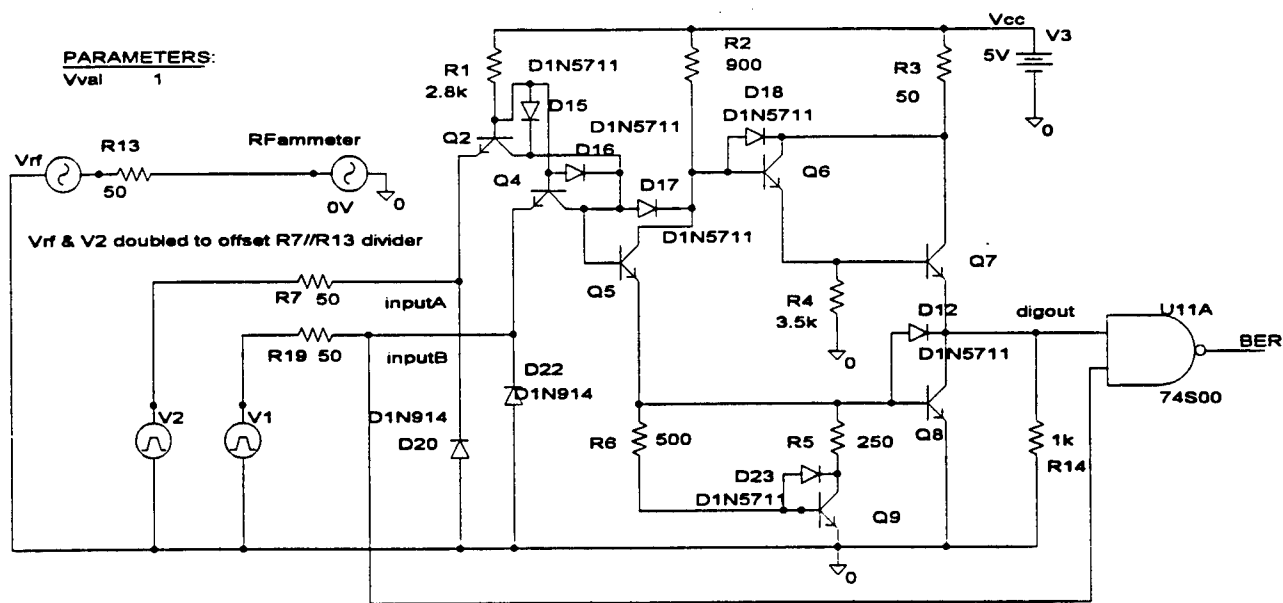 Vcc
V3
5V
0
PARAMETERS:
Vval 1
R1
2.8k
D1N5711
D15
R2
900
R3
50
D18
D1N5711
D1N5711
D16
Q2
Q4
D17
D1N5711
Q6
R13
50
Vrf
RFammeter
0V
0
Vrf & V2 doubled to offset R7//R13 divider
Q5
Q7
R7 50
inputA
R4
3.5k
0
D12
D1N5711
digout
U11A
BER
74S00
R19 50
inputB
D22
D1N914
D1N914
D20
V2
V1
R6
500
R5
250
Q8
1k
R14
D23
D1N5711
Q9
0